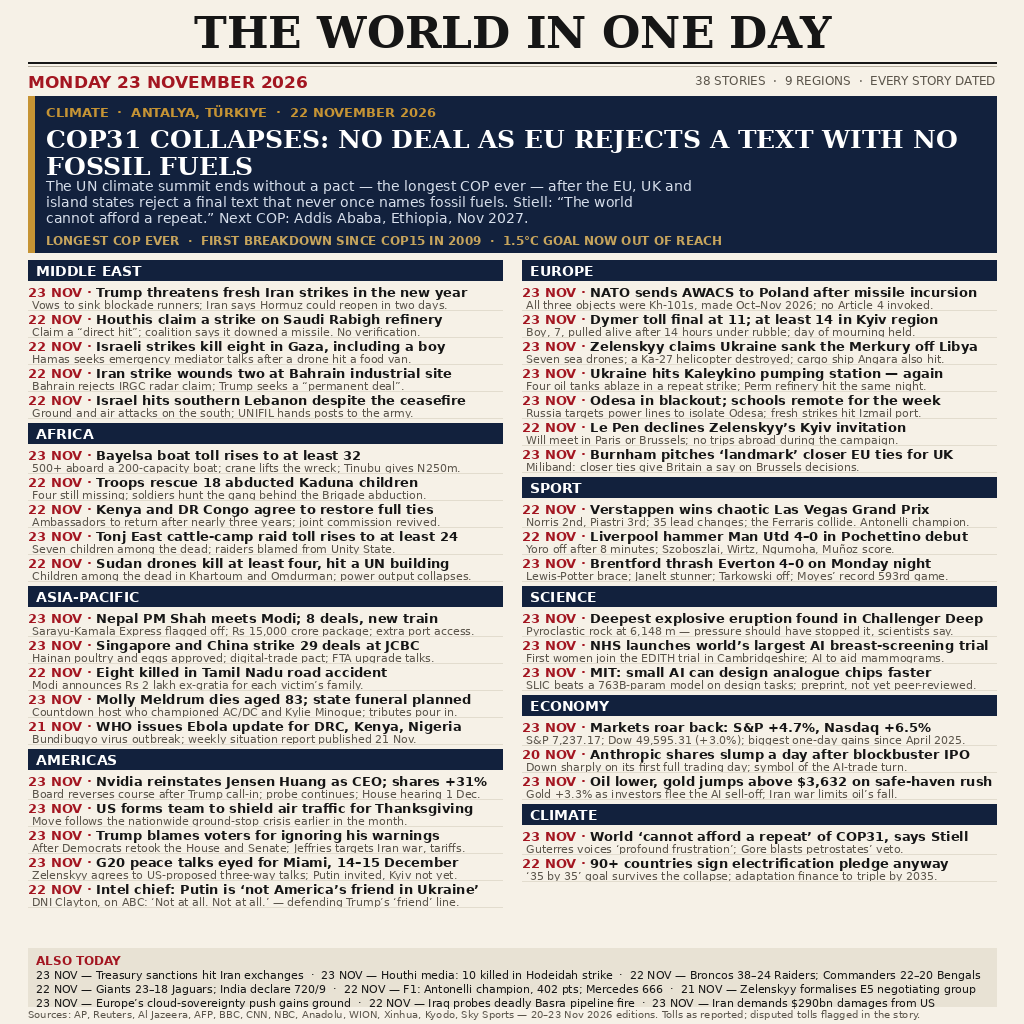 THE WORLD IN ONE DAY
MONDAY 23 NOVEMBER 2026
38 STORIES · 9 REGIONS · EVERY STORY DATED
CLIMATE · ANTALYA, TÜRKIYE · 22 NOVEMBER 2026
COP31 COLLAPSES: NO DEAL AS EU REJECTS A TEXT WITH NO
FOSSIL FUELS
The UN climate summit ends without a pact — the longest COP ever — after the EU, UK and
island states reject a final text that never once names fossil fuels. Stiell: “The world
cannot afford a repeat.” Next COP: Addis Ababa, Ethiopia, Nov 2027.
LONGEST COP EVER · FIRST BREAKDOWN SINCE COP15 IN 2009 · 1.5°C GOAL NOW OUT OF REACH
MIDDLE EAST
23 NOV · Trump threatens fresh Iran strikes in the new year
Vows to sink blockade runners; Iran says Hormuz could reopen in two days.
22 NOV · Houthis claim a strike on Saudi Rabigh refinery
Claim a “direct hit”; coalition says it downed a missile. No verification.
22 NOV · Israeli strikes kill eight in Gaza, including a boy
Hamas seeks emergency mediator talks after a drone hit a food van.
22 NOV · Iran strike wounds two at Bahrain industrial site
Bahrain rejects IRGC radar claim; Trump seeks a “permanent deal”.
22 NOV · Israel hits southern Lebanon despite the ceasefire
Ground and air attacks on the south; UNIFIL hands posts to the army.
AFRICA
23 NOV · Bayelsa boat toll rises to at least 32
500+ aboard a 200-capacity boat; crane lifts the wreck; Tinubu gives N250m.
22 NOV · Troops rescue 18 abducted Kaduna children
Four still missing; soldiers hunt the gang behind the Brigade abduction.
22 NOV · Kenya and DR Congo agree to restore full ties
Ambassadors to return after nearly three years; joint commission revived.
23 NOV · Tonj East cattle-camp raid toll rises to at least 24
Seven children among the dead; raiders blamed from Unity State.
22 NOV · Sudan drones kill at least four, hit a UN building
Children among the dead in Khartoum and Omdurman; power output collapses.
ASIA-PACIFIC
23 NOV · Nepal PM Shah meets Modi; 8 deals, new train
Sarayu-Kamala Express flagged off; Rs 15,000 crore package; extra port access.
23 NOV · Singapore and China strike 29 deals at JCBC
Hainan poultry and eggs approved; digital-trade pact; FTA upgrade talks.
22 NOV · Eight killed in Tamil Nadu road accident
Modi announces Rs 2 lakh ex-gratia for each victim’s family.
23 NOV · Molly Meldrum dies aged 83; state funeral planned
Countdown host who championed AC/DC and Kylie Minogue; tributes pour in.
21 NOV · WHO issues Ebola update for DRC, Kenya, Nigeria
Bundibugyo virus outbreak; weekly situation report published 21 Nov.
AMERICAS
23 NOV · Nvidia reinstates Jensen Huang as CEO; shares +31%
Board reverses course after Trump call-in; probe continues; House hearing 1 Dec.
23 NOV · US forms team to shield air traffic for Thanksgiving
Move follows the nationwide ground-stop crisis earlier in the month.
23 NOV · Trump blames voters for ignoring his warnings
After Democrats retook the House and Senate; Jeffries targets Iran war, tariffs.
23 NOV · G20 peace talks eyed for Miami, 14–15 December
Zelenskyy agrees to US-proposed three-way talks; Putin invited, Kyiv not yet.
22 NOV · Intel chief: Putin is ‘not America’s friend in Ukraine’
DNI Clayton, on ABC: ‘Not at all. Not at all.’ — defending Trump’s ‘friend’ line.
EUROPE
23 NOV · NATO sends AWACS to Poland after missile incursion
All three objects were Kh-101s, made Oct–Nov 2026; no Article 4 invoked.
23 NOV · Dymer toll final at 11; at least 14 in Kyiv region
Boy, 7, pulled alive after 14 hours under rubble; day of mourning held.
23 NOV · Zelenskyy claims Ukraine sank the Merkury off Libya
Seven sea drones; a Ka-27 helicopter destroyed; cargo ship Angara also hit.
23 NOV · Ukraine hits Kaleykino pumping station — again
Four oil tanks ablaze in a repeat strike; Perm refinery hit the same night.
23 NOV · Odesa in blackout; schools remote for the week
Russia targets power lines to isolate Odesa; fresh strikes hit Izmail port.
22 NOV · Le Pen declines Zelenskyy’s Kyiv invitation
Will meet in Paris or Brussels; no trips abroad during the campaign.
23 NOV · Burnham pitches ‘landmark’ closer EU ties for UK
Miliband: closer ties give Britain a say on Brussels decisions.
SPORT
22 NOV · Verstappen wins chaotic Las Vegas Grand Prix
Norris 2nd, Piastri 3rd; 35 lead changes; the Ferraris collide. Antonelli champion.
22 NOV · Liverpool hammer Man Utd 4–0 in Pochettino debut
Yoro off after 8 minutes; Szoboszlai, Wirtz, Ngumoha, Muñoz score.
23 NOV · Brentford thrash Everton 4–0 on Monday night
Lewis-Potter brace; Janelt stunner; Tarkowski off; Moyes’ record 593rd game.
SCIENCE
23 NOV · Deepest explosive eruption found in Challenger Deep
Pyroclastic rock at 6,148 m — pressure should have stopped it, scientists say.
23 NOV · NHS launches world’s largest AI breast-screening trial
First women join the EDITH trial in Cambridgeshire; AI to aid mammograms.
23 NOV · MIT: small AI can design analogue chips faster
SLIC beats a 763B-param model on design tasks; preprint, not yet peer-reviewed.
ECONOMY
23 NOV · Markets roar back: S&P +4.7%, Nasdaq +6.5%
S&P 7,237.17; Dow 49,595.31 (+3.0%); biggest one-day gains since April 2025.
20 NOV · Anthropic shares slump a day after blockbuster IPO
Down sharply on its first full trading day; symbol of the AI-trade turn.
23 NOV · Oil lower, gold jumps above $3,632 on safe-haven rush
Gold +3.3% as investors flee the AI sell-off; Iran war limits oil’s fall.
CLIMATE
23 NOV · World ‘cannot afford a repeat’ of COP31, says Stiell
Guterres voices ‘profound frustration’; Gore blasts petrostates’ veto.
22 NOV · 90+ countries sign electrification pledge anyway
‘35 by 35’ goal survives the collapse; adaptation finance to triple by 2035.
ALSO TODAY
23 NOV — Treasury sanctions hit Iran exchanges · 23 NOV — Houthi media: 10 killed in Hodeidah strike · 22 NOV — Broncos 38–24 Raiders; Commanders 22–20 Bengals
22 NOV — Giants 23–18 Jaguars; India declare 720/9 · 22 NOV — F1: Antonelli champion, 402 pts; Mercedes 666 · 21 NOV — Zelenskyy formalises E5 negotiating group
23 NOV — Europe’s cloud-sovereignty push gains ground · 22 NOV — Iraq probes deadly Basra pipeline fire · 23 NOV — Iran demands $290bn damages from US
Sources: AP, Reuters, Al Jazeera, AFP, BBC, CNN, NBC, Anadolu, WION, Xinhua, Kyodo, Sky Sports — 20–23 Nov 2026 editions. Tolls as reported; disputed tolls flagged in the story.